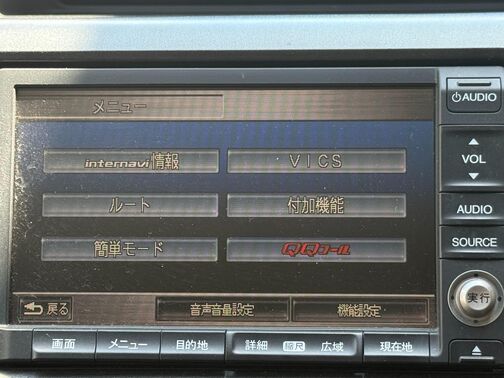 メニュー
internavi情報
VICS
ルート
付加機能
簡単モード
QQコール
戻る
音声音量設定
機能設定
画面
メニュー
目的地
詳細
縮尺
広域
現在地
AUDIO
VOL
AUDIO
SOURCE
実行